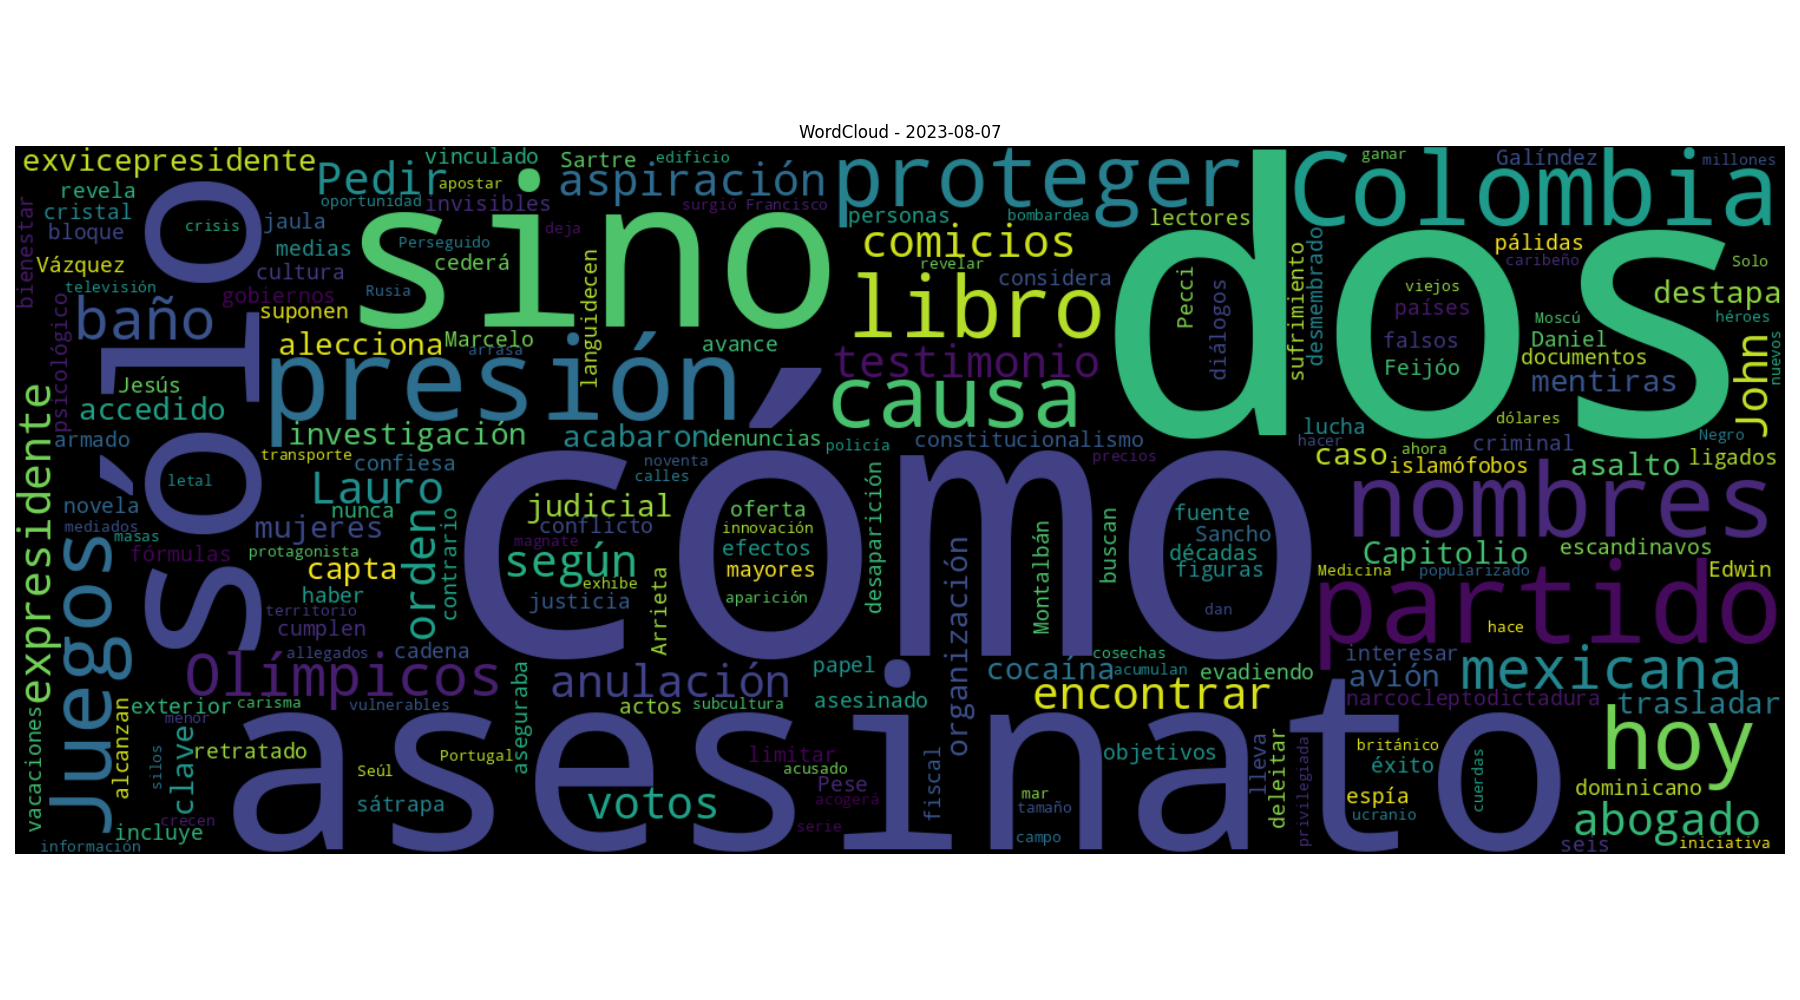 WordCloud - 2023-08-07
exvicepresidente
Pedir
vinculado
Sartre
edificio
proteger
Colombia
ganar
Galíndez
millones
revela
apostar
aspiración
oportunidad
invisibles
surgió Francisco
personas
bombardea
lectores
dos
cristal
bloque
crisis
jaula
medias
Perseguido
sino
deja
comicios
pálidas
caribeño
Solo
bienestar
Vázquez
televisión
cultura
cederá
revelar
considera
gobiernos
Rusia
languidecen
libro
Pecci
diálogos
sufrimiento
desmembrado
viejos
países
destapa
psicológico
baño
suponen
alecciona
Marcelo
arrasa
avance
testimonio
falsos
Feijóo
Moscú
Daniel
documentos
héroes
nuevos
sólo
Jesús
accedido
presión
causa
mentiras
John
armado
investigación
acabaron
denuncias
policía
constitucionalismo
precios
dólares
lucha
hacer
ahora
criminal
Negro
expresidente
transporte
confiesa
noventa
calles
cómo
caso
islamófobos
asalto
ligados
letal
novela
Lauro
nunca
judicial
oferta
desaparición
nombres
mediados
masas
mujeres
orden
contrario
conflicto
innovación
fuente
Sancho
fórmulas
protagonista
magnate
según
efectos
décadas
Capitolio
escandinavos
Juegos
capta
exhibe
mayores
Montalbán
buscan
figuras
Medicina
popularizado
Edwin
haber
justicia
aparición
organización
dan
partido
territorio
cumplen
Arrieta
hace
allegados
cadena
cosechas
interesar
Olímpicos
anulación
papel
cocaína
acumulan
evadiendo
avión
mexicana
vacaciones
exterior
carisma
vulnerables
aseguraba
actos
subcultura
asesinado
encontrar
narcocleptodictadura
trasladar
menor
alcanzan
retratado
Portugal
limitar
objetivos
lleva
británico
hoy
silos
clave
Seúl
asesinato
acusado
Pese
fiscal
deleitar
privilegiada
éxito
cuerdas
dominicano
sátrapa
votos
acogerá
mar
tamaño
espía
ucranio
crecen
incluye
serie
campo
abogado
información
seis
iniciativa